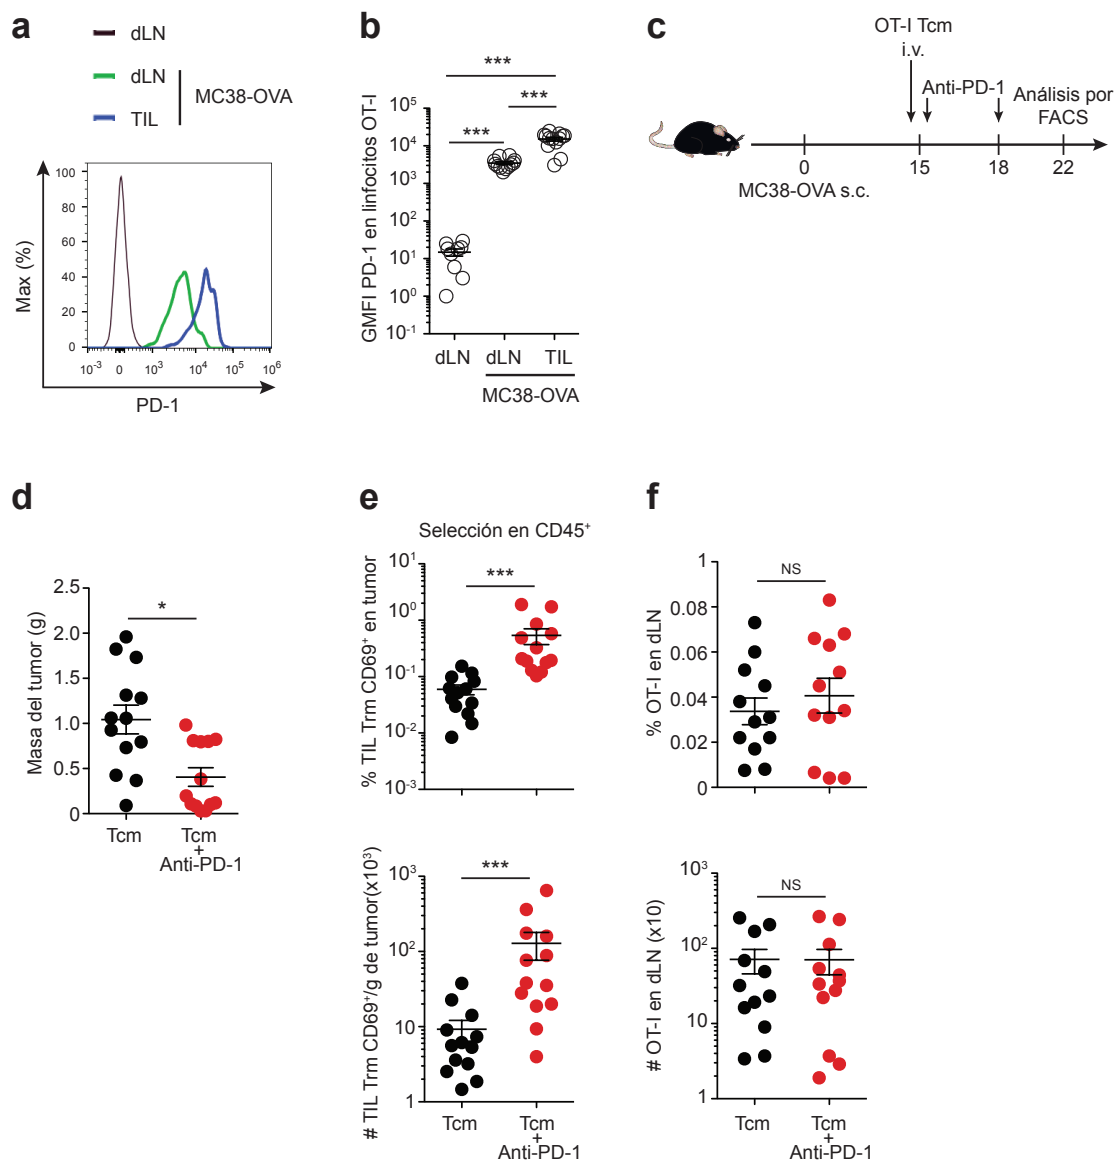 a
dLN
dLN
TIL
MC38-OVA
Max (%)
100
80
60
40
20
0
10-3
0
10³
10⁴
10⁵
10⁶
PD-1
b
GMFI PD-1 en linfocitos OT-I
***
***
***
10⁵
10⁴
10³
10²
10¹
10⁰
10-1
dLN
dLN
TIL
MC38-OVA
c
OT-I Tcm
i.v.
Anti-PD-1
Análisis por
FACS
0
15
18
22
MC38-OVA s.c.
d
Masa del tumor (g)
2.5
2.0
1.5
1.0
0.5
0
*
Tcm
Tcm
+
Anti-PD-1
e
Selección en CD45⁺
% TIL Trm CD69⁺ en tumor
10¹
10⁰
10-1
10-2
10-3
***
# TIL Trm CD69⁺/g de tumor(x10³)
10³
10²
10
1
***
Tcm
Tcm
+
Anti-PD-1
f
% OT-I en dLN
1
0.08
0.06
0.04
0.02
0
NS
# OT-I en dLN (x10)
10³
10²
10
1
NS
Tcm
Tcm
+
Anti-PD-1